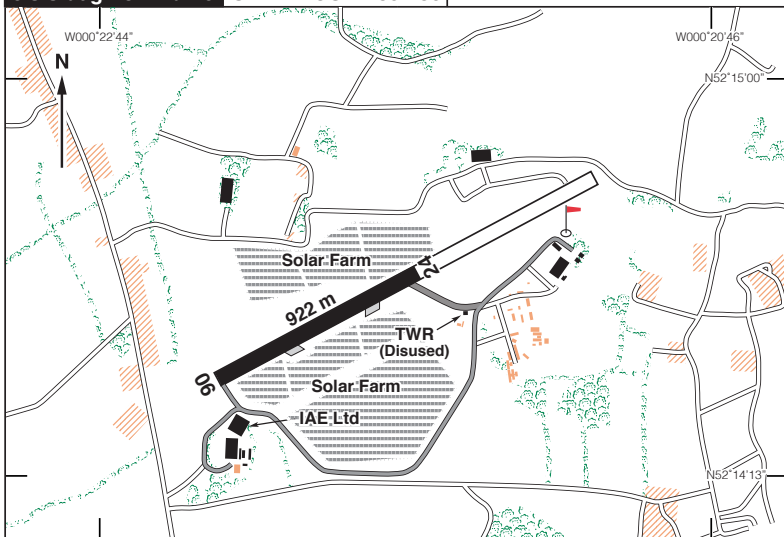 W000°22'44"
W000°20'46"
N
N52°15'00"
Solar Farm
24
922 m
TWR
(Disused)
06
Solar Farm
IAE Ltd
N52°14'13"